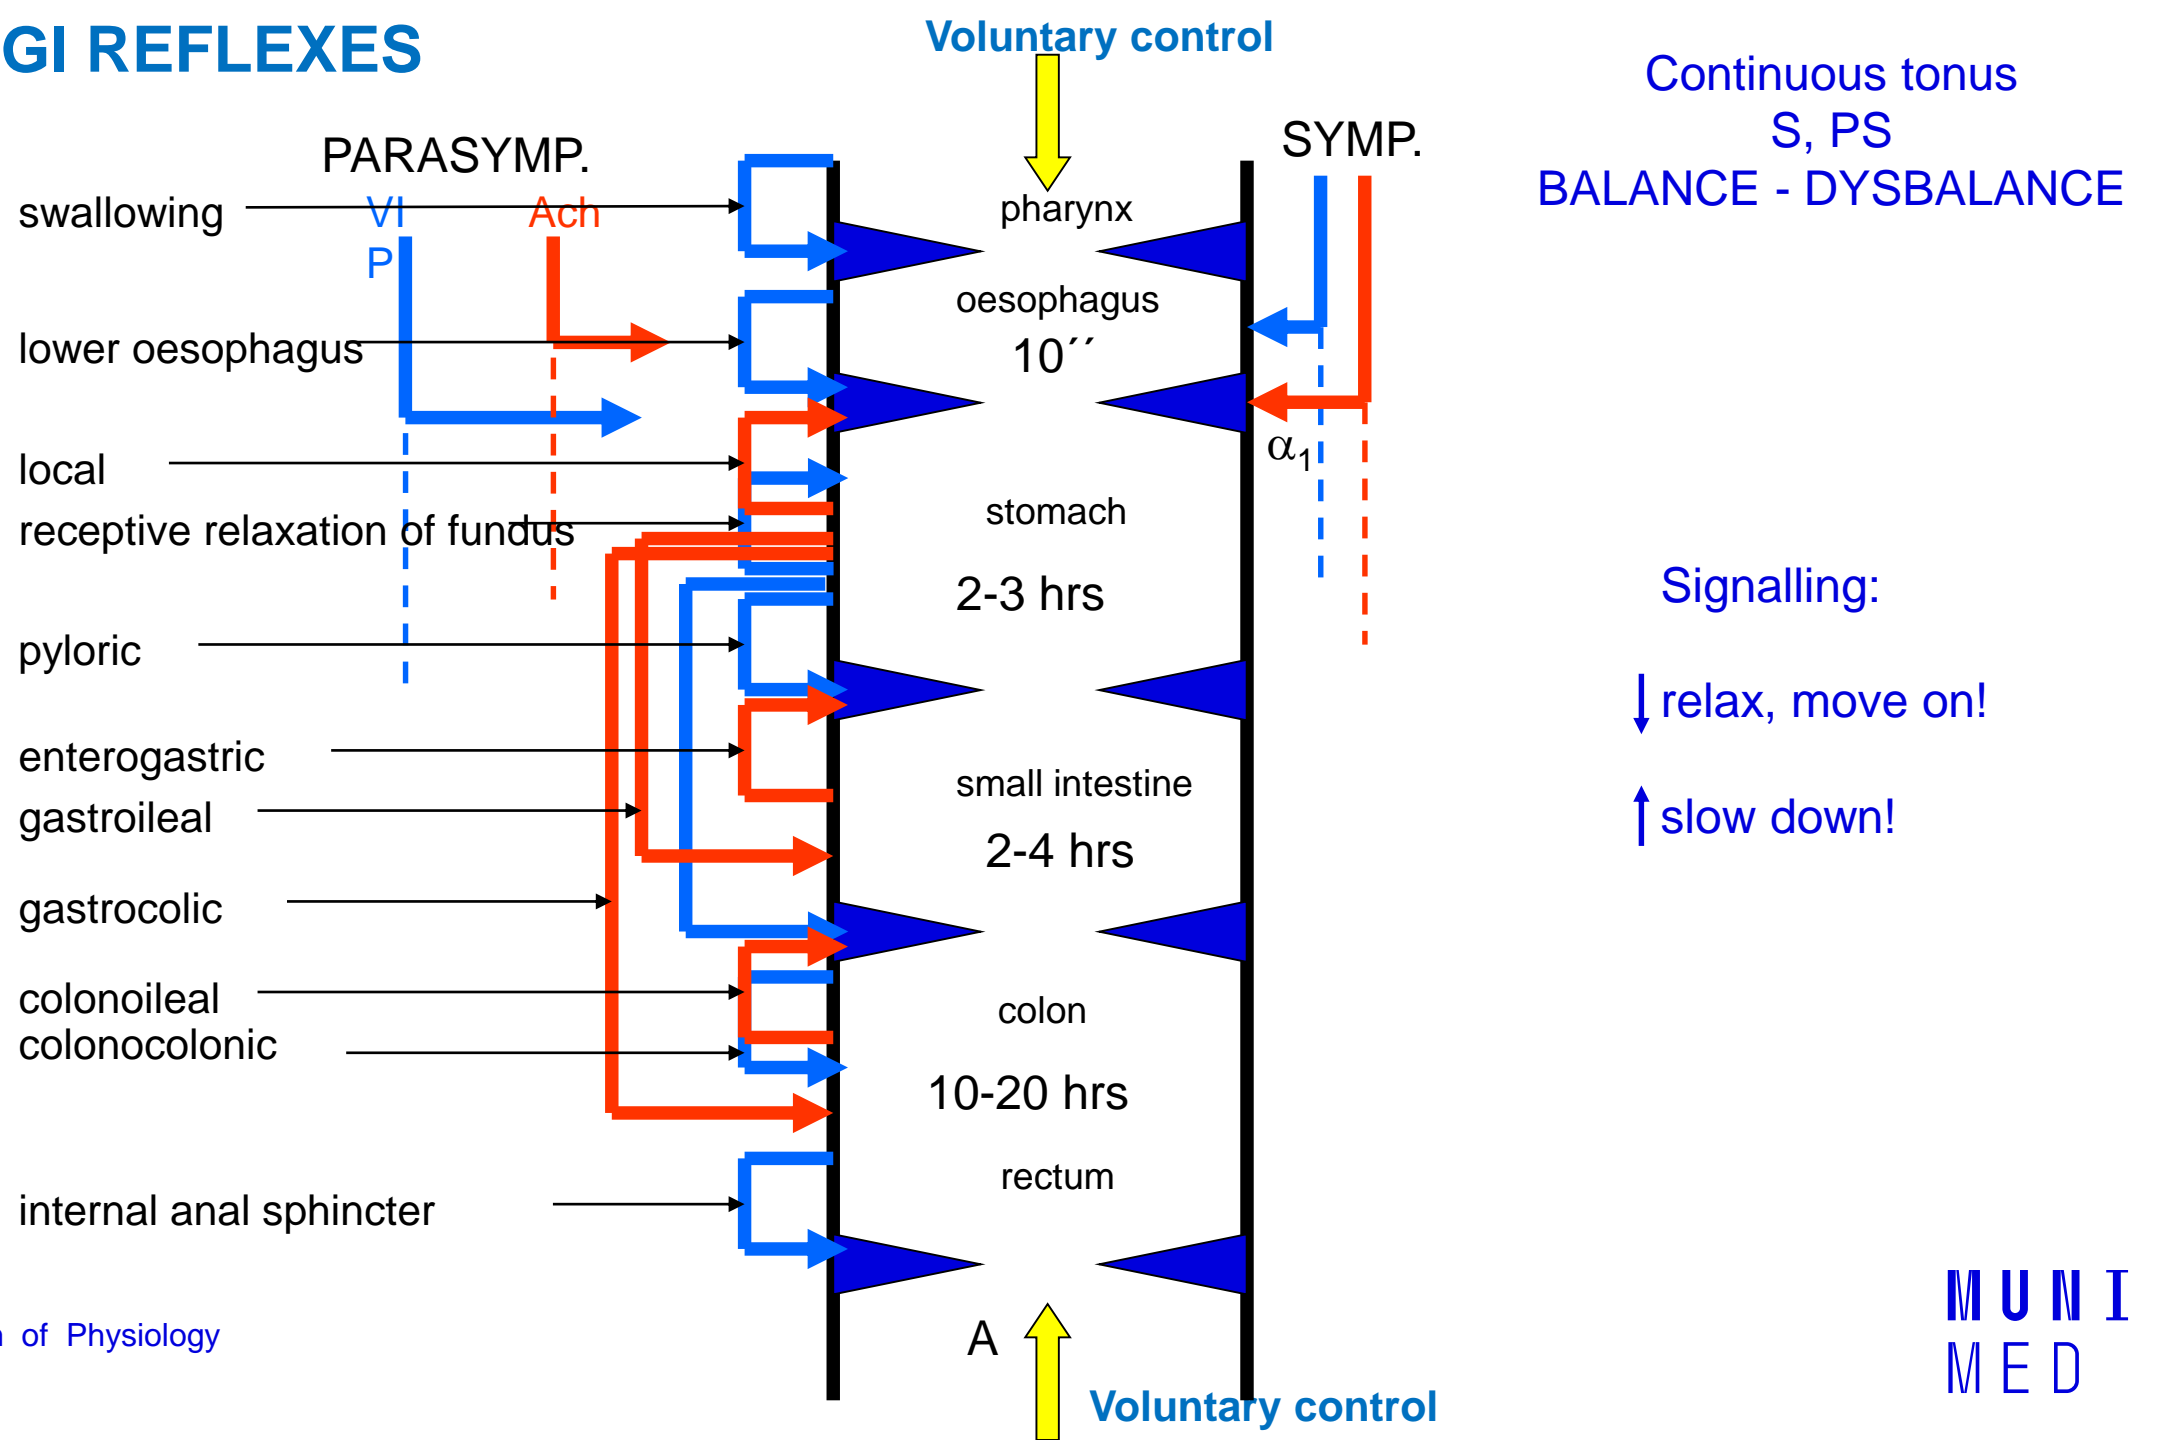 GI REFLEXES
Voluntary control
Continuous tonus
S, PS
BALANCE - DYSBALANCE
PARASYMP.
SYMP.
swallowing
VI
P
Ach
pharynx
oesophagus
10´´
lower oesophagus
α1
local
receptive relaxation of fundus
stomach
2-3 hrs
Signalling:
relax, move on!
slow down!
pyloric
enterogastric
gastroileal
small intestine
2-4 hrs
gastrocolic
colonoileal
colonocolonic
colon
10-20 hrs
rectum
internal anal sphincter
of Physiology
A
Voluntary control
MUNI
MED